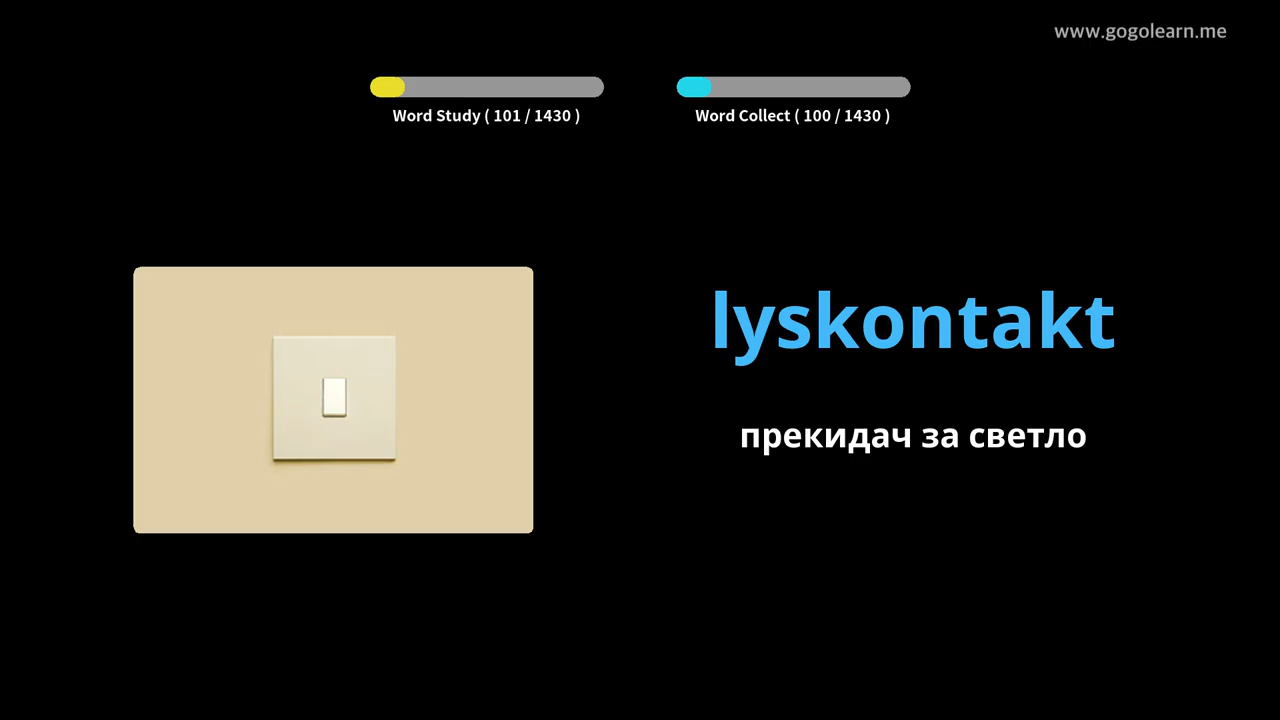 www.gogolearn.me
Word Study ( 101 / 1430 )
Word Collect ( 100 / 1430 )
lyskontakt
прекидач за светло